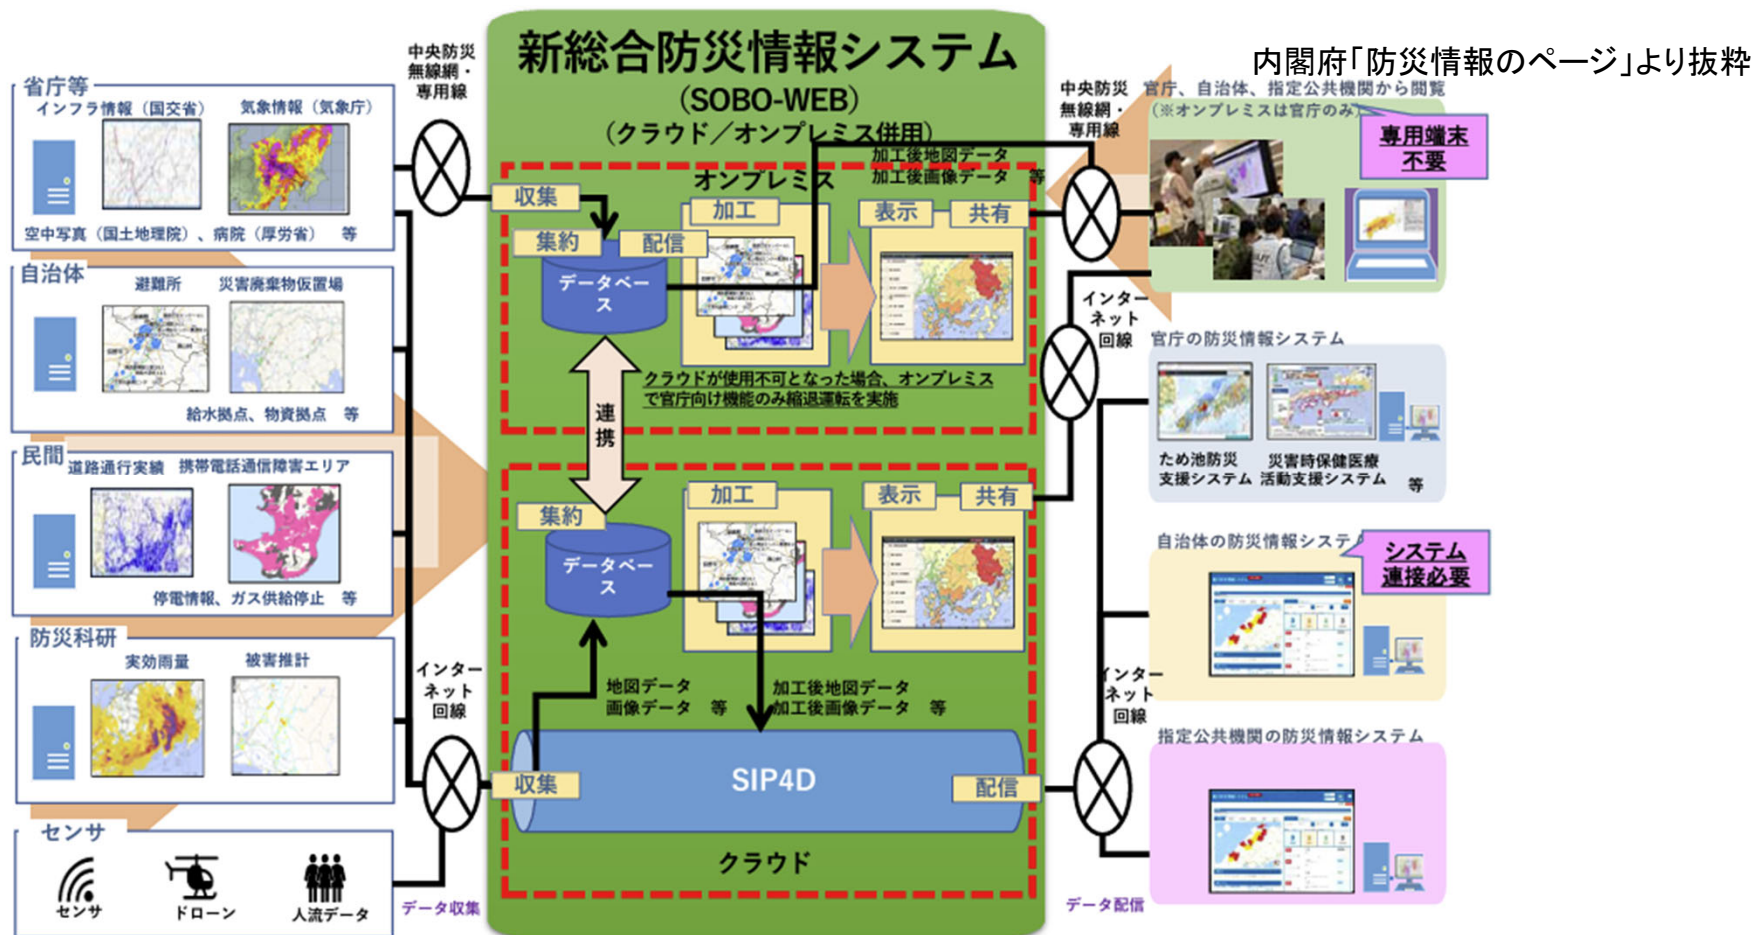 新総合防災情報システム
(SOBO-WEB)
(クラウド／オンプレミス併用)
内閣府「防災情報のページ」より抜粋
省庁等
インフラ情報（国交省）
気象情報（気象庁）
空中写真（国土地理院）、病院（厚労省）　等
自治体
避難所
災害廃棄物仮置場
給水拠点、物資拠点　等
民間
道路通行実績
携帯電話通信障害エリア
停電情報、ガス供給停止　等
防災科研
実効雨量
被害推計
センサ
センサ
ドローン
人流データ
中央防災
無線網・
専用線
インター
ネット
回線
データ収集
オンプレミス
収集
集約
配信
データベー
ス
加工
加工後地図データ
加工後画像データ　等
表示
共有
クラウドが使用不可となった場合、オンプレミス
で官庁向け機能のみ縮退運転を実施
連
携
集約
データベー
ス
加工
表示
共有
地図データ
画像データ　等
加工後地図データ
加工後画像データ　等
収集
SIP4D
配信
クラウド
中央防災
無線網・
専用線
インター
ネット
回線
インター
ネット
回線
データ配信
官庁、自治体、指定公共機関から閲覧
（※オンプレミスは官庁のみ）
専用端末
不要
官庁の防災情報システム
ため池防災
支援システム
災害時保健医療
活動支援システム
等
自治体の防災情報システム
システム
連接必要
指定公共機関の防災情報システム